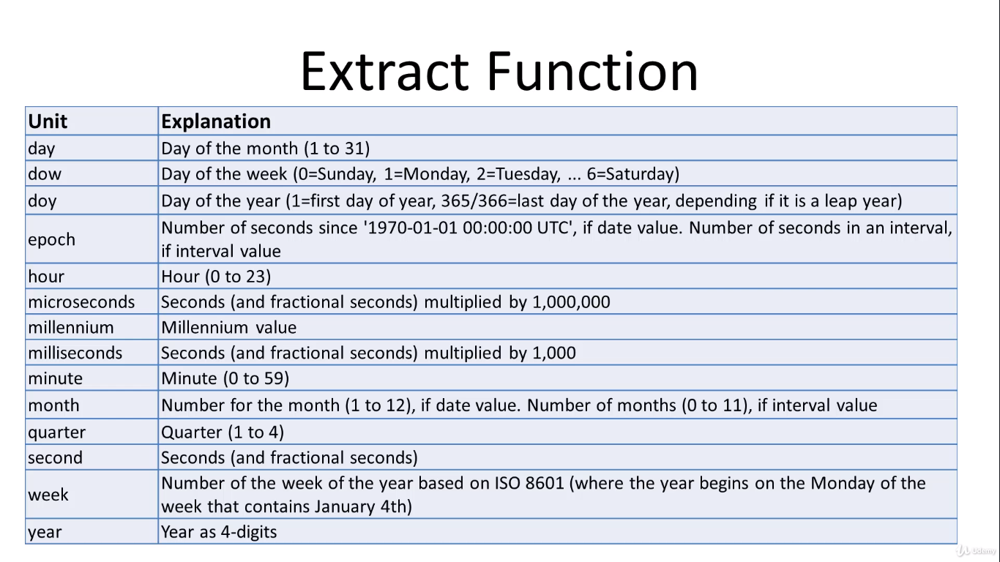 Extract Function
Unit Explanation
day Day of the month (1 to 31)
dow Day of the week (0=Sunday, 1=Monday, 2=Tuesday, ... 6=Saturday)
doy Day of the year (1=first day of year, 365/366=last day of the year, depending if it is a leap year)
epoch Number of seconds since '1970-01-01 00:00:00 UTC', if date value. Number of seconds in an interval,
if interval value
hour Hour (0 to 23)
microseconds Seconds (and fractional seconds) multiplied by 1,000,000
millennium Millennium value
milliseconds Seconds (and fractional seconds) multiplied by 1,000
minute Minute (0 to 59)
month Number for the month (1 to 12), if date value. Number of months (0 to 11), if interval value
quarter Quarter (1 to 4)
second Seconds (and fractional seconds)
week Number of the week of the year based on ISO 8601 (where the year begins on the Monday of the
week that contains January 4th)
year Year as 4-digits
Udemy